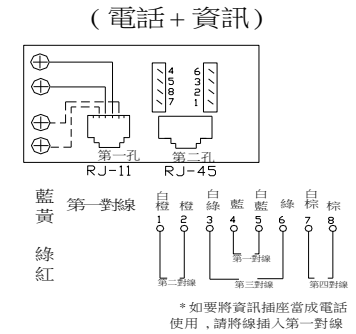 (電話+資訊)
4 6
5 3
8 2
7 1
第一孔 第二孔
RJ-11 RJ-45
藍
黃
綠
紅
第一對線
白橙 橙 白綠 藍 白藍 綠 白棕 棕
1 2 3 4 5 6 7 8
第一對線
第二對線 第三對線 第四對線
*如要將資訊插座當成電話
使用,請將線插入第一對線